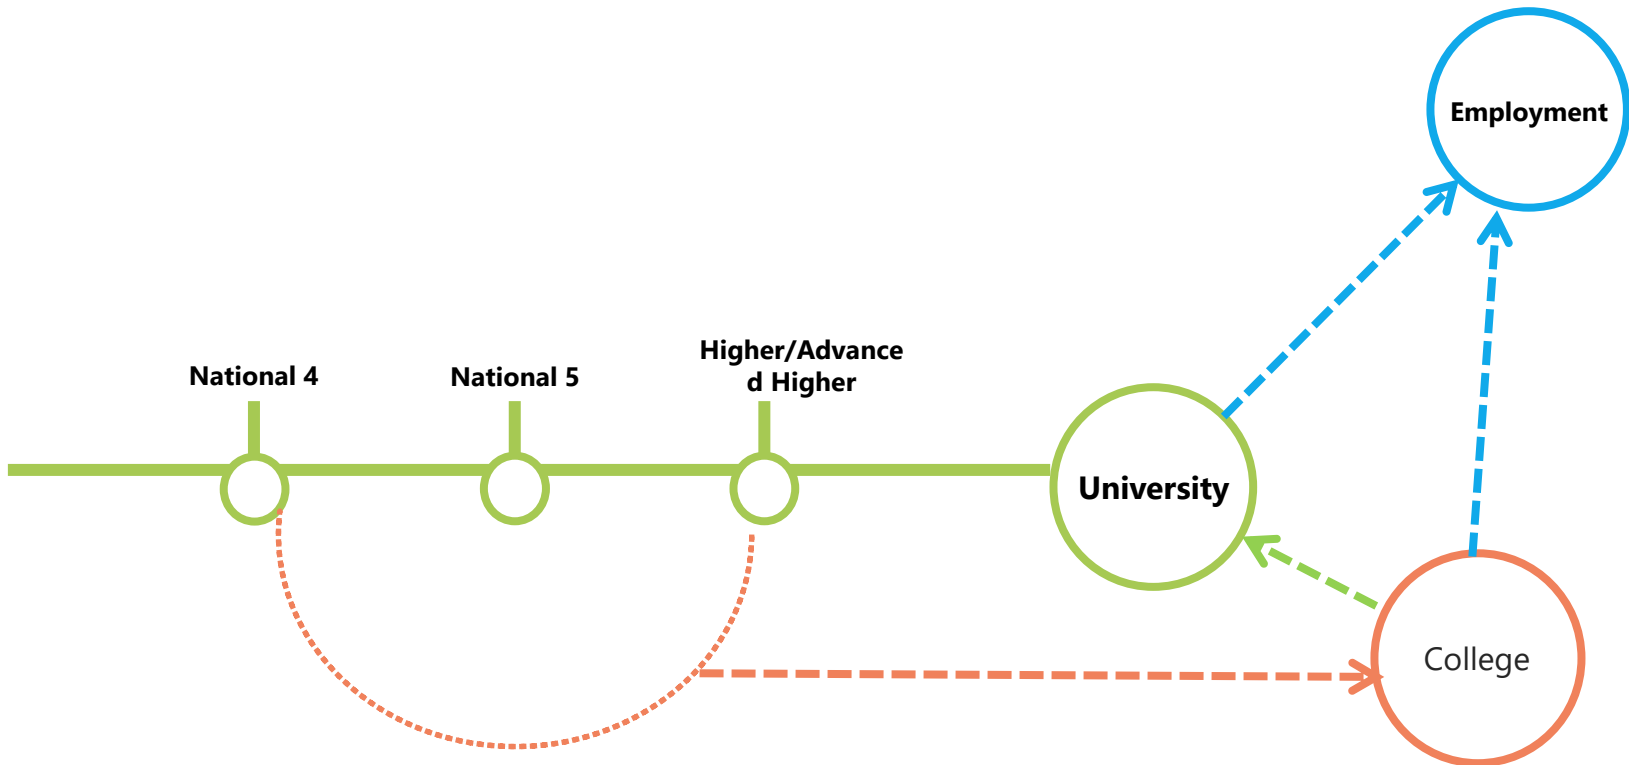 Employment
Higher/Advance
d Higher
National 4
National 5
University
College